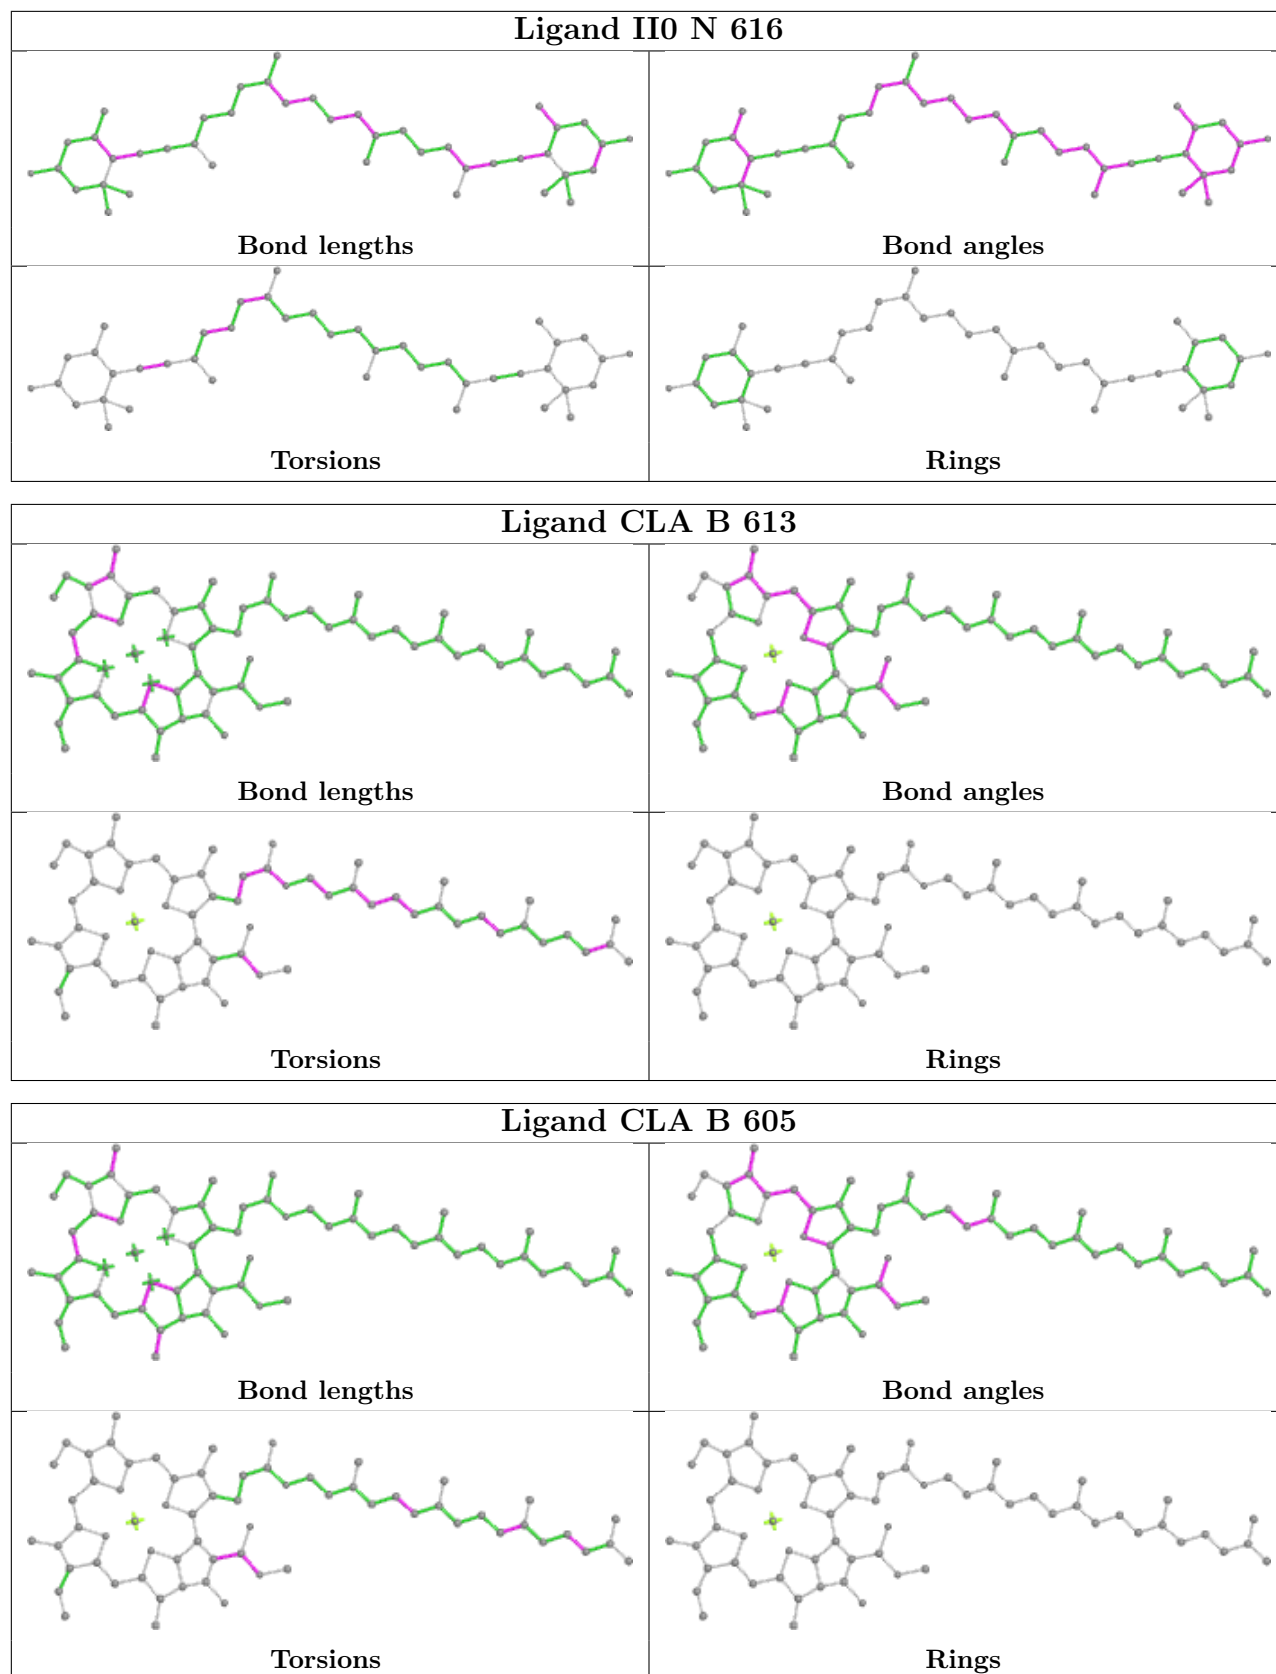 Ligand II0 N 616
Bond lengths
Bond angles
Torsions
Rings
Ligand CLA B 613
Bond lengths
Bond angles
Torsions
Rings
Ligand CLA B 605
Bond lengths
Bond angles
Torsions
Rings